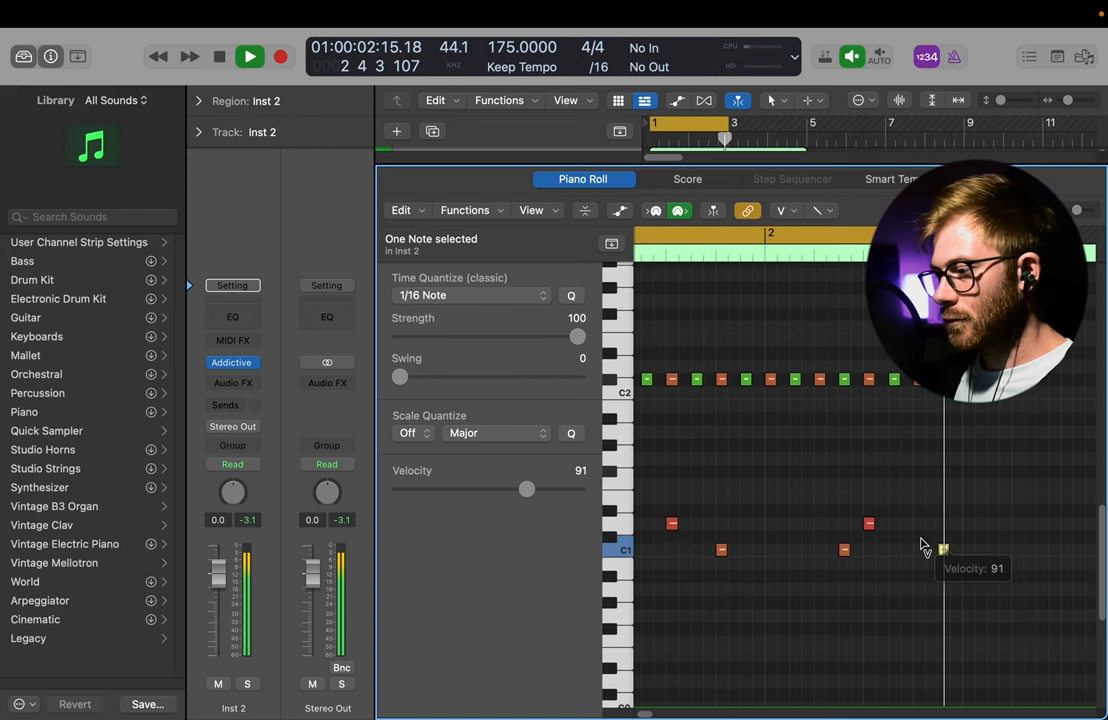 01:00:02:15.18 44.1 175.0000 4/4 No In CPU
0002 4 3 107 KHZ Keep Tempo /16 No Out HD
AUTO 1234
Library All Sounds
Search Sounds
User Channel Strip Settings
Bass
Drum Kit
Electronic Drum Kit
Guitar
Keyboards
Mallet
Orchestral
Percussion
Piano
Quick Sampler
Studio Horns
Studio Strings
Synthesizer
Vintage B3 Organ
Vintage Clav
Vintage Electric Piano
Vintage Mellotron
World
Arpeggiator
Cinematic
Legacy
Revert Save...
Region: Inst 2
Track: Inst 2
Setting Setting
EQ EQ
MIDI FX
Addictive
Audio FX Audio FX
Sends
Stereo Out
Group Group
Read Read
0.0 -3.1 0.0 -3.1
Bnc
M S M S
Inst 2 Stereo Out
Edit Functions View
1 3 5 7 9 11
Piano Roll Score Step Sequencer Smart Tem
Edit Functions View V
One Note selected
in Inst 2
2
Time Quantize (classic)
1/16 Note Q
Strength 100
Swing 0
Scale Quantize
Off Major Q
Velocity 91
C2
C1
Velocity: 91